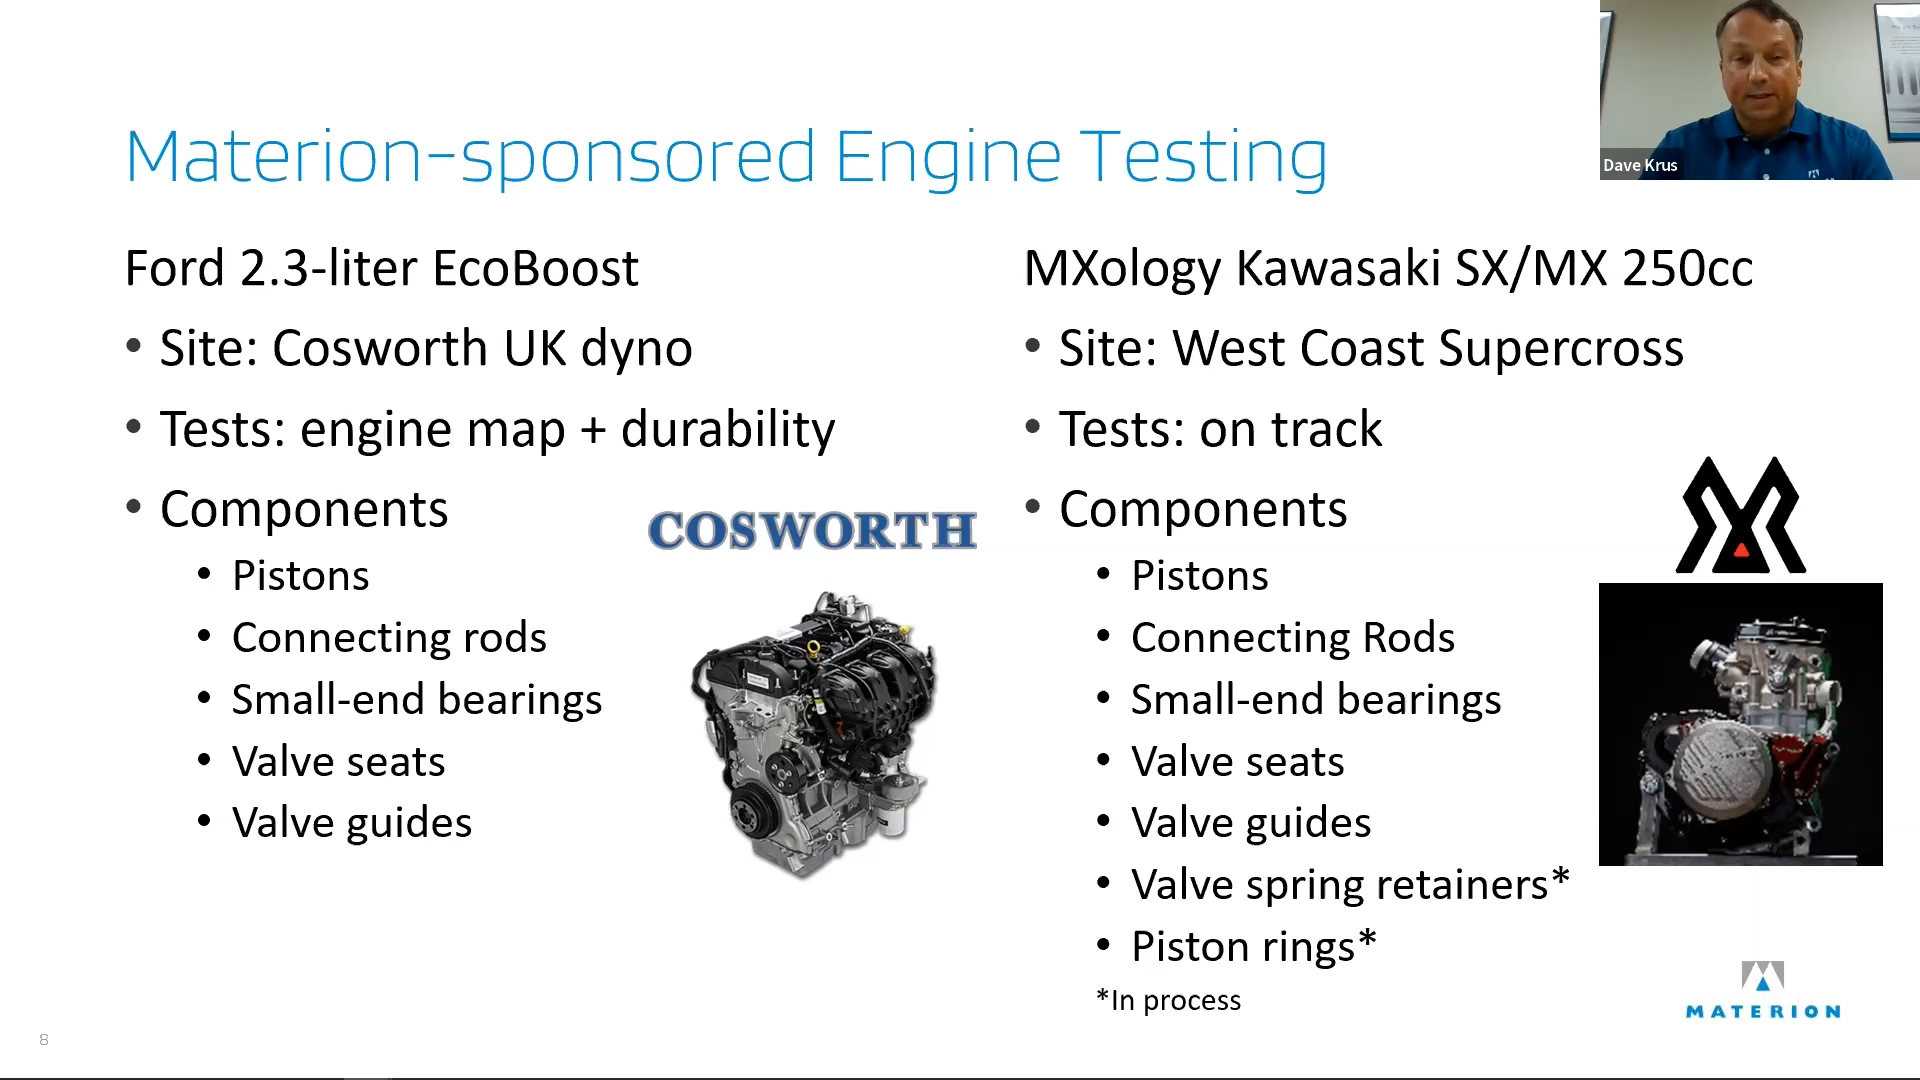 Materion-sponsored Engine Testing
Dave Krus
Ford 2.3-liter EcoBoost
• Site: Cosworth UK dyno
• Tests: engine map + durability
• Components
• Pistons
• Connecting rods
• Small-end bearings
• Valve seats
• Valve guides
COSWORTH
MXology Kawasaki SX/MX 250cc
• Site: West Coast Supercross
• Tests: on track
• Components
• Pistons
• Connecting Rods
• Small-end bearings
• Valve seats
• Valve guides
• Valve spring retainers*
• Piston rings*
*In process
MATERION
8